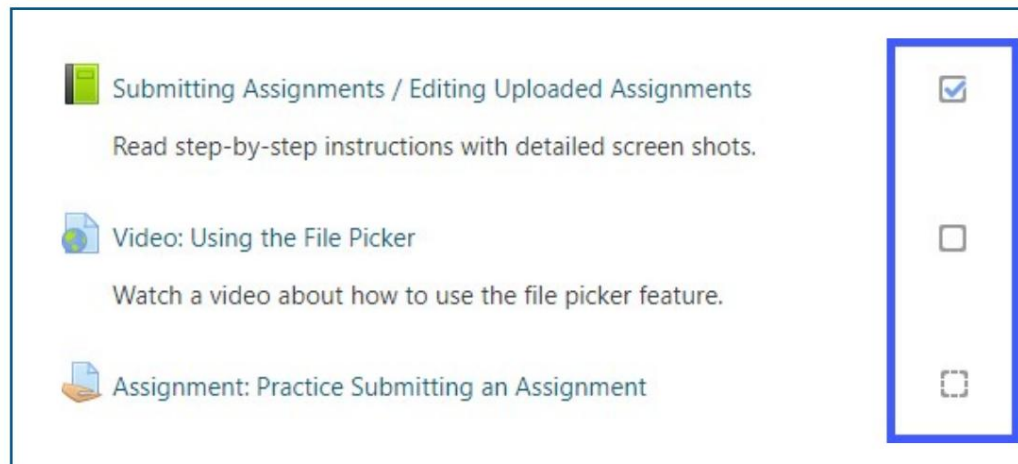 Submitting Assignments / Editing Uploaded Assignments
Read step-by-step instructions with detailed screen shots.
Video: Using the File Picker
Watch a video about how to use the file picker feature.
Assignment: Practice Submitting an Assignment